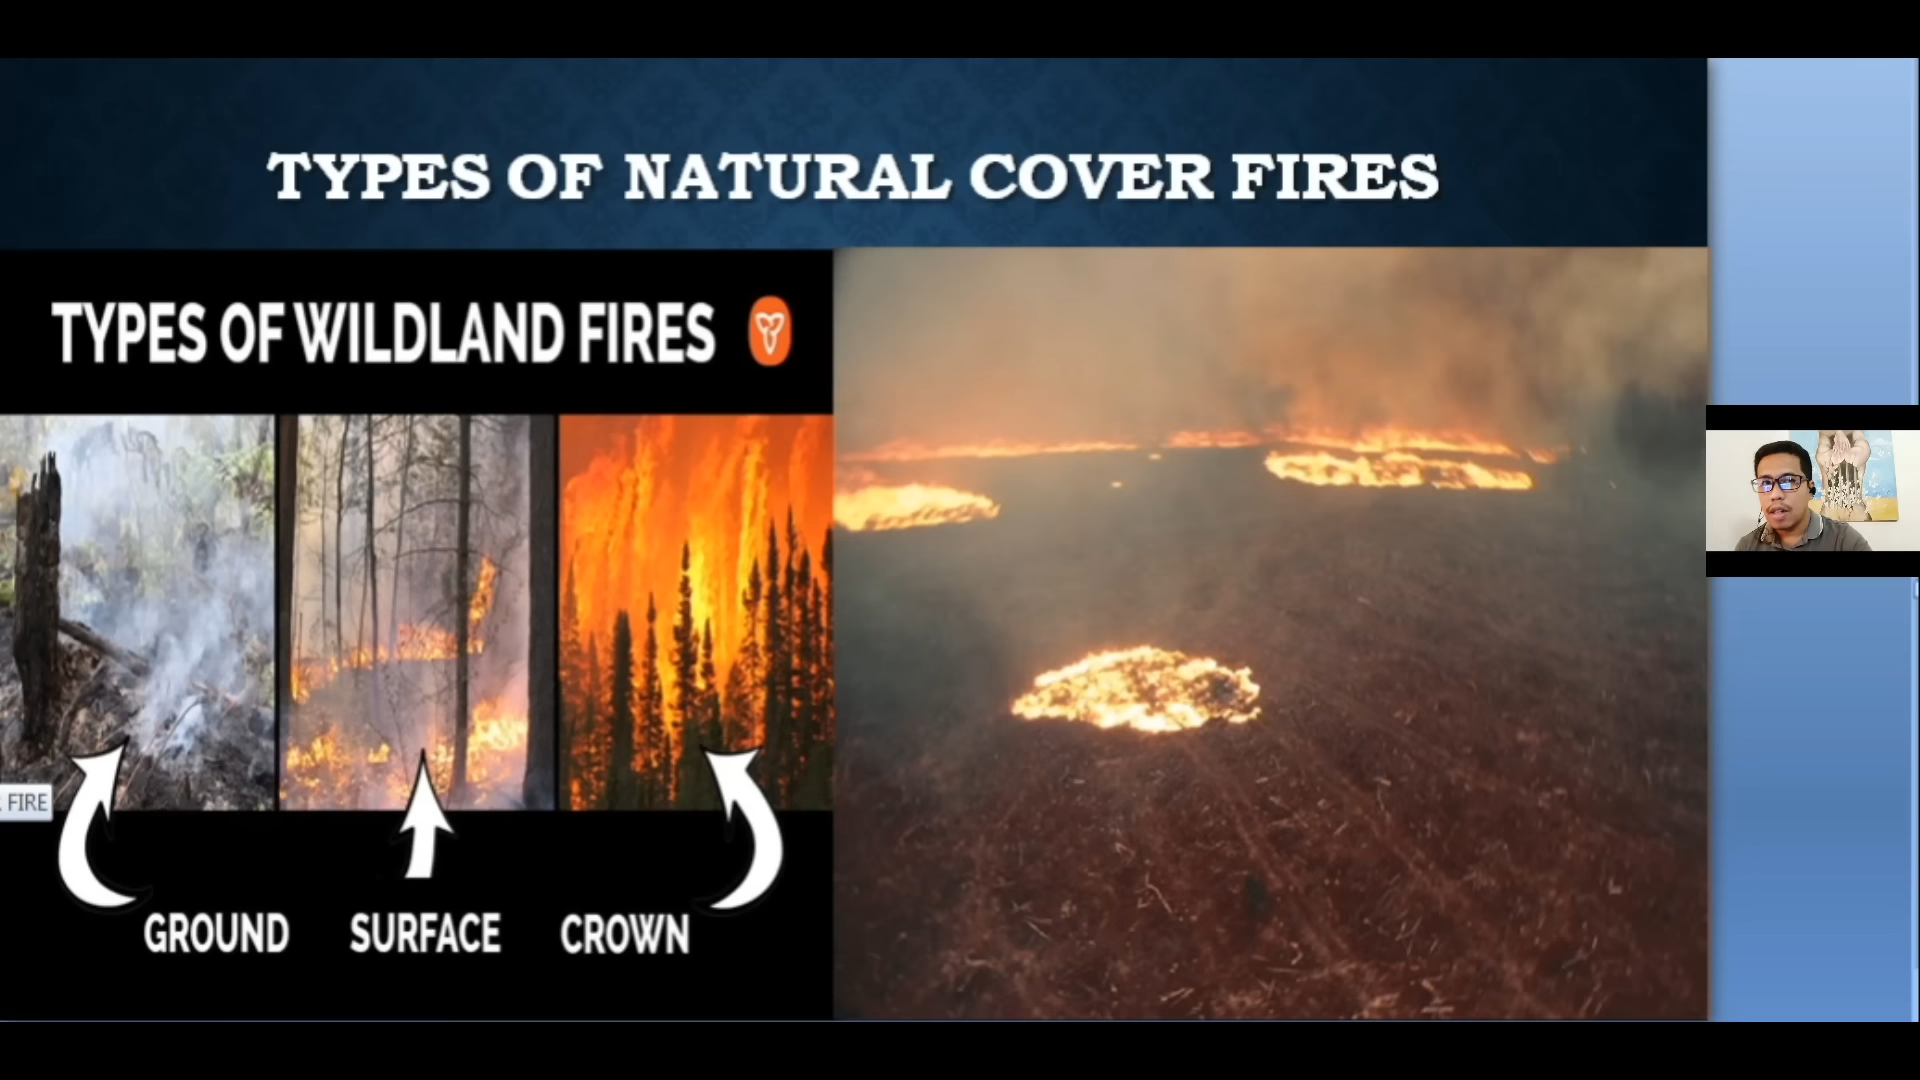 TYPES OF NATURAL COVER FIRES
TYPES OF WILDLAND FIRES
FIRE
GROUND SURFACE CROWN